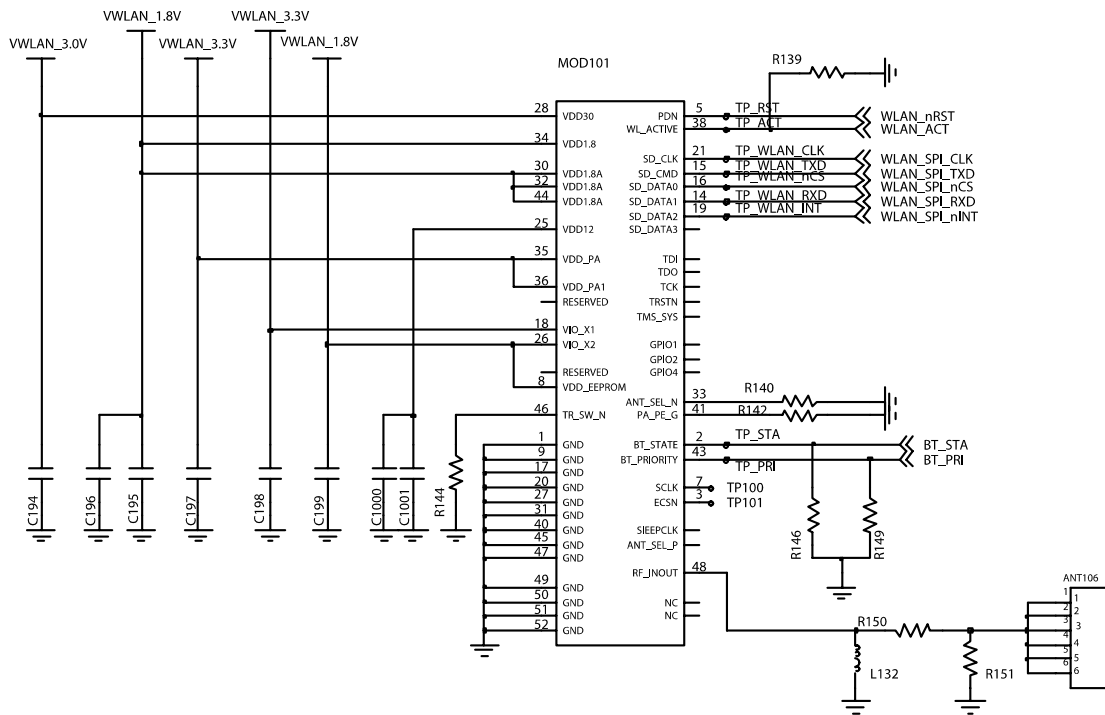 VWLAN_1.8V
VWLAN_3.3V
VWLAN_3.0V
VWLAN_3.3V
VWLAN_1.8V
MOD101
R139
28 VDD30
34 VDD1.8
30 VDD1.8A
32 VDD1.8A
44 VDD1.8A
25 VDD12
35 VDD_PA
36 VDD_PA1
RESERVED
18 VIO_X1
26 VIO_X2
RESERVED
8 VDD_EEPROM
46 TR_SW_N
1 GND
9 GND
17 GND
20 GND
27 GND
31 GND
40 GND
45 GND
47 GND
49 GND
50 GND
51 GND
52 GND
PDN 5 TP_RST WLAN_nRST
WL_ACTIVE 38 TP_ACT WLAN_ACT
SD_CLK 21 TP_WLAN_CLK WLAN_SPI_CLK
SD_CMD 15 TP_WLAN_TXD WLAN_SPI_TXD
SD_DATA0 16 TP_WLAN_nCS WLAN_SPI_nCS
SD_DATA1 14 TP_WLAN_RXD WLAN_SPI_RXD
SD_DATA2 19 TP_WLAN_INT WLAN_SPI_nINT
SD_DATA3
TDI
TDO
TCK
TRSTN
TMS_SYS
GPIO1
GPIO2
GPIO4
ANT_SEL_N 33 R140
PA_PE_G 41 R142
BT_STATE 2 TP_STA BT_STA
BT_PRIORITY 43 TP_PRI BT_PRI
SCLK 7 TP100
ECSN 3 TP101
SIEEPCLK
ANT_SEL_P
RF_INOUT 48
NC
NC
C194
C196
C195
C197
C198
C199
C1000
C1001
R144
R146
R149
R150
L132
R151
ANT106
1 1
2 2
3 3
4 4
5 5
6 6